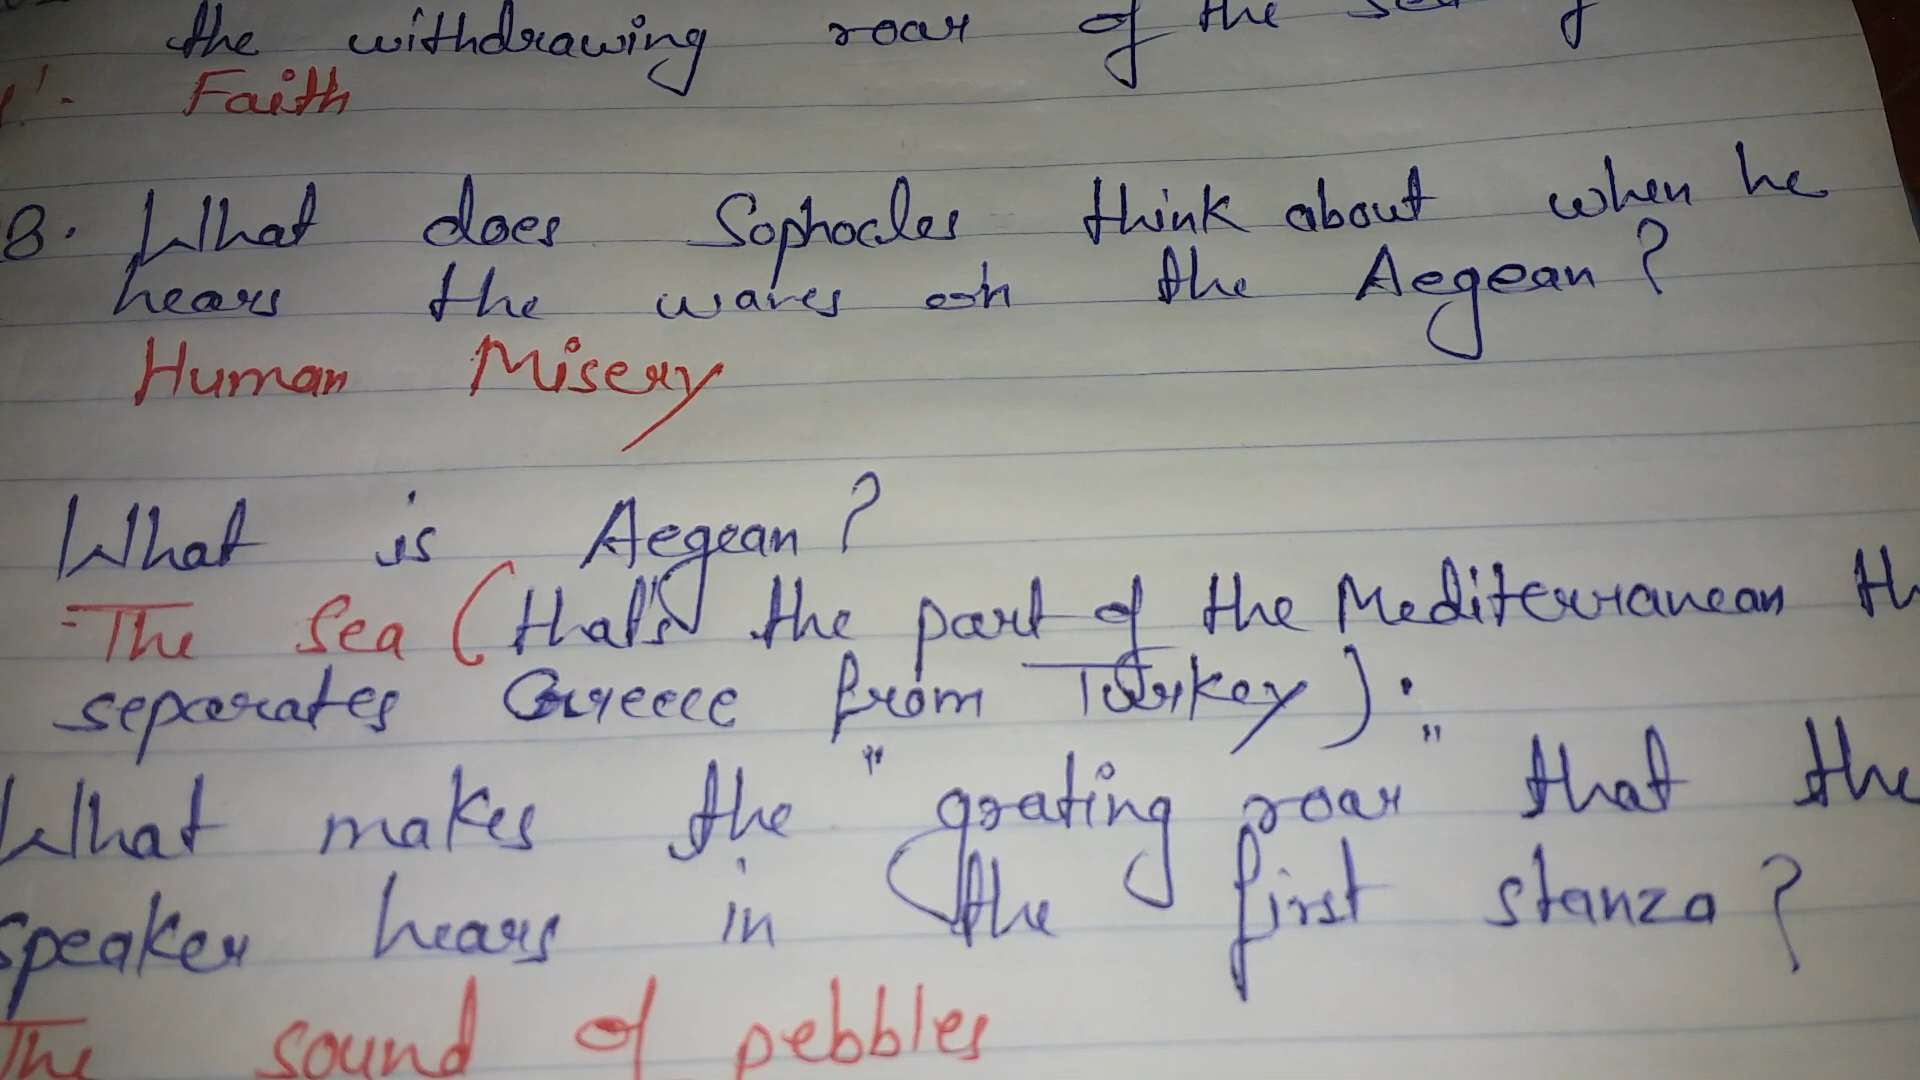 the withdrawing roar of the sea of
Faith
8. What does Sophocles think about when he
hears the waves on the Aegean?
Human Misery
What is Aegean?
The Sea (that's the part of the Mediterranean th
separates Greece from Turkey).
What makes the "grating roar" that the
speaker hears in the first stanza?
The sound of pebbles